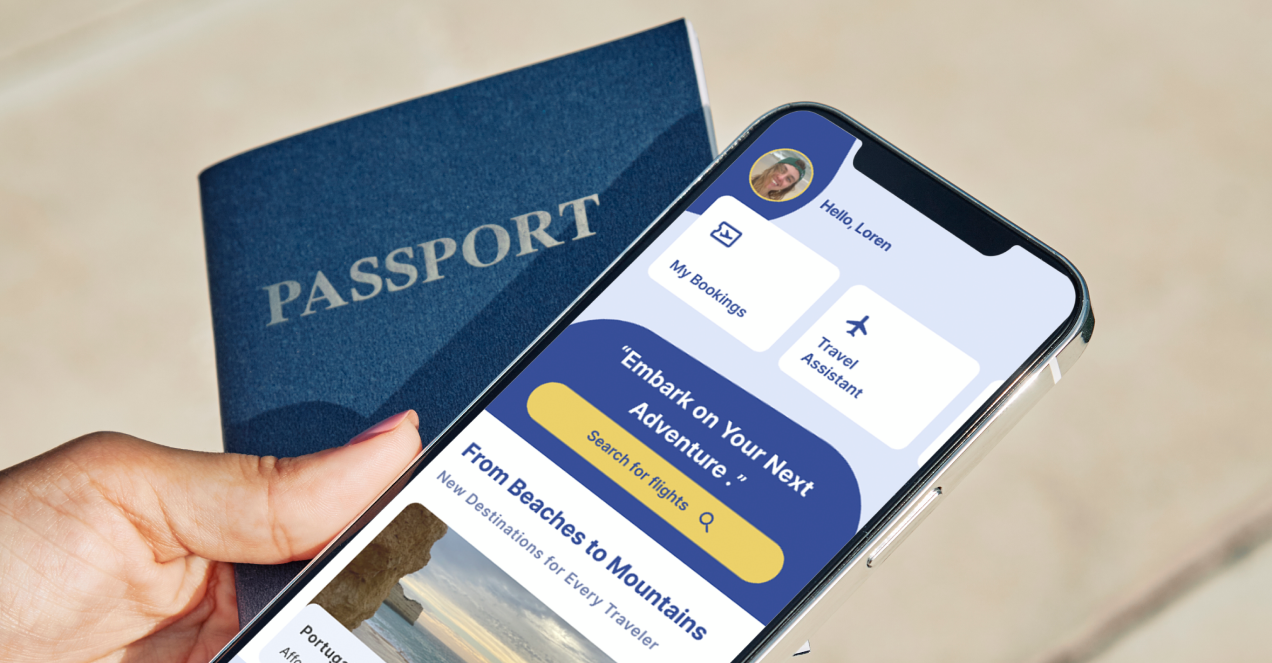 PASSPORT
Hello, Loren
My Bookings
Travel
Assistant
“Embark on Your Next
Adventure . ”
Search for flights
From Beaches to Mountains
New Destinations for Every Traveler